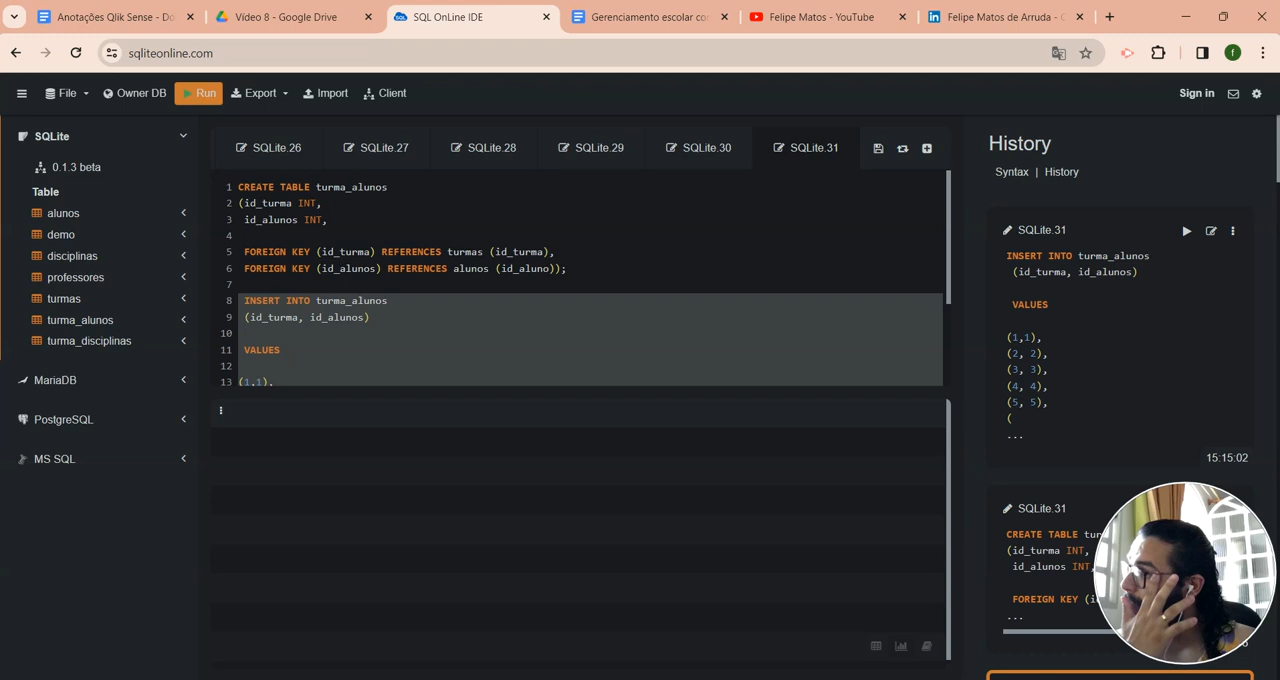 Anotações Qlik Sense - Do
Vídeo 8 - Google Drive
SQL OnLine IDE
Gerenciamento escolar co
Felipe Matos - YouTube
Felipe Matos de Arruda -
sqliteonline.com
f
File
Owner DB
Run
Export
Import
Client
Sign in
SQLite
0.1.3 beta
Table
alunos
demo
disciplinas
professores
turmas
turma_alunos
turma_disciplinas
MariaDB
PostgreSQL
MS SQL
SQLite.26
SQLite.27
SQLite.28
SQLite.29
SQLite.30
SQLite.31
1 CREATE TABLE turma_alunos
2 (id_turma INT,
3 id_alunos INT,
4
5 FOREIGN KEY (id_turma) REFERENCES turmas (id_turma),
6 FOREIGN KEY (id_alunos) REFERENCES alunos (id_aluno));
7
8 INSERT INTO turma_alunos
9 (id_turma, id_alunos)
10
11 VALUES
12
13 (1,1),
History
Syntax | History
SQLite.31
INSERT INTO turma_alunos
(id_turma, id_alunos)
VALUES
(1,1),
(2, 2),
(3, 3),
(4, 4),
(5, 5),
(
...
15:15:02
SQLite.31
CREATE TABLE tur
(id_turma INT,
id_alunos INT,
FOREIGN KEY (i
...